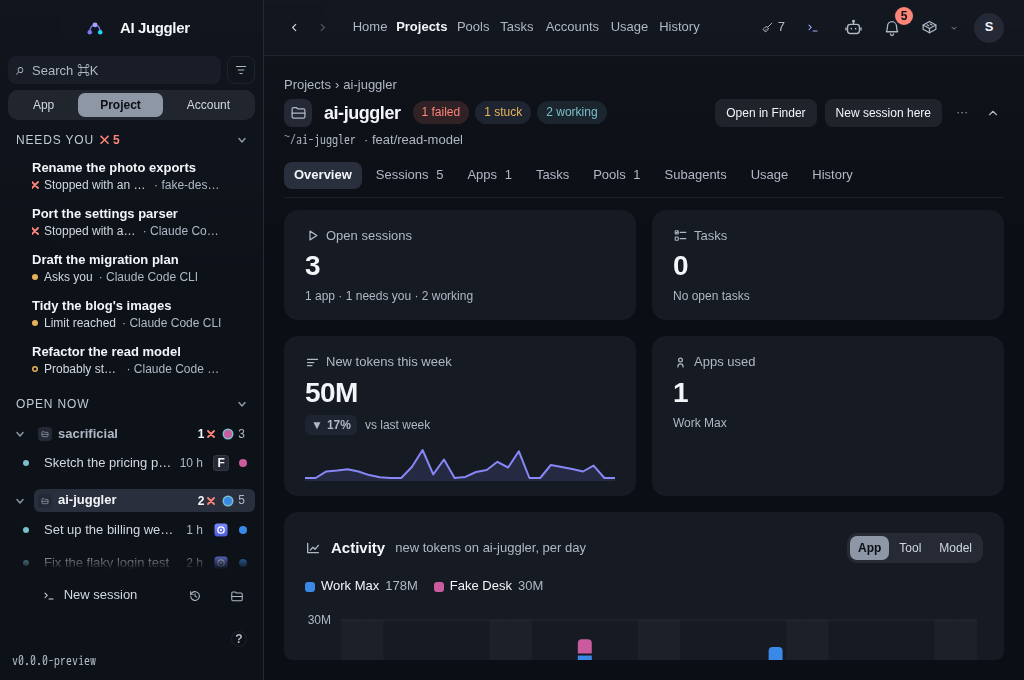 AI Juggler
Search ⌘K
App Project Account
NEEDS YOU 5
Rename the photo exports
Stopped with an … · fake-des…
Port the settings parser
Stopped with a… · Claude Co…
Draft the migration plan
Asks you · Claude Code CLI
Tidy the blog's images
Limit reached · Claude Code CLI
Refactor the read model
Probably st… · Claude Code …
OPEN NOW
sacrificial 1 3
Sketch the pricing p… 10 h F
ai-juggler 2 5
Set up the billing we… 1 h
Fix the flaky login test 2 h
New session
?
v0.0.0-preview
Home Projects Pools Tasks Accounts Usage History 7 5 S
Projects › ai-juggler
ai-juggler 1 failed 1 stuck 2 working Open in Finder New session here ···
~/ai-juggler · feat/read-model
Overview Sessions 5 Apps 1 Tasks Pools 1 Subagents Usage History
Open sessions
3
1 app · 1 needs you · 2 working
Tasks
0
No open tasks
New tokens this week
50M
▼ 17% vs last week
Apps used
1
Work Max
Activity new tokens on ai-juggler, per day App Tool Model
Work Max 178M Fake Desk 30M
30M